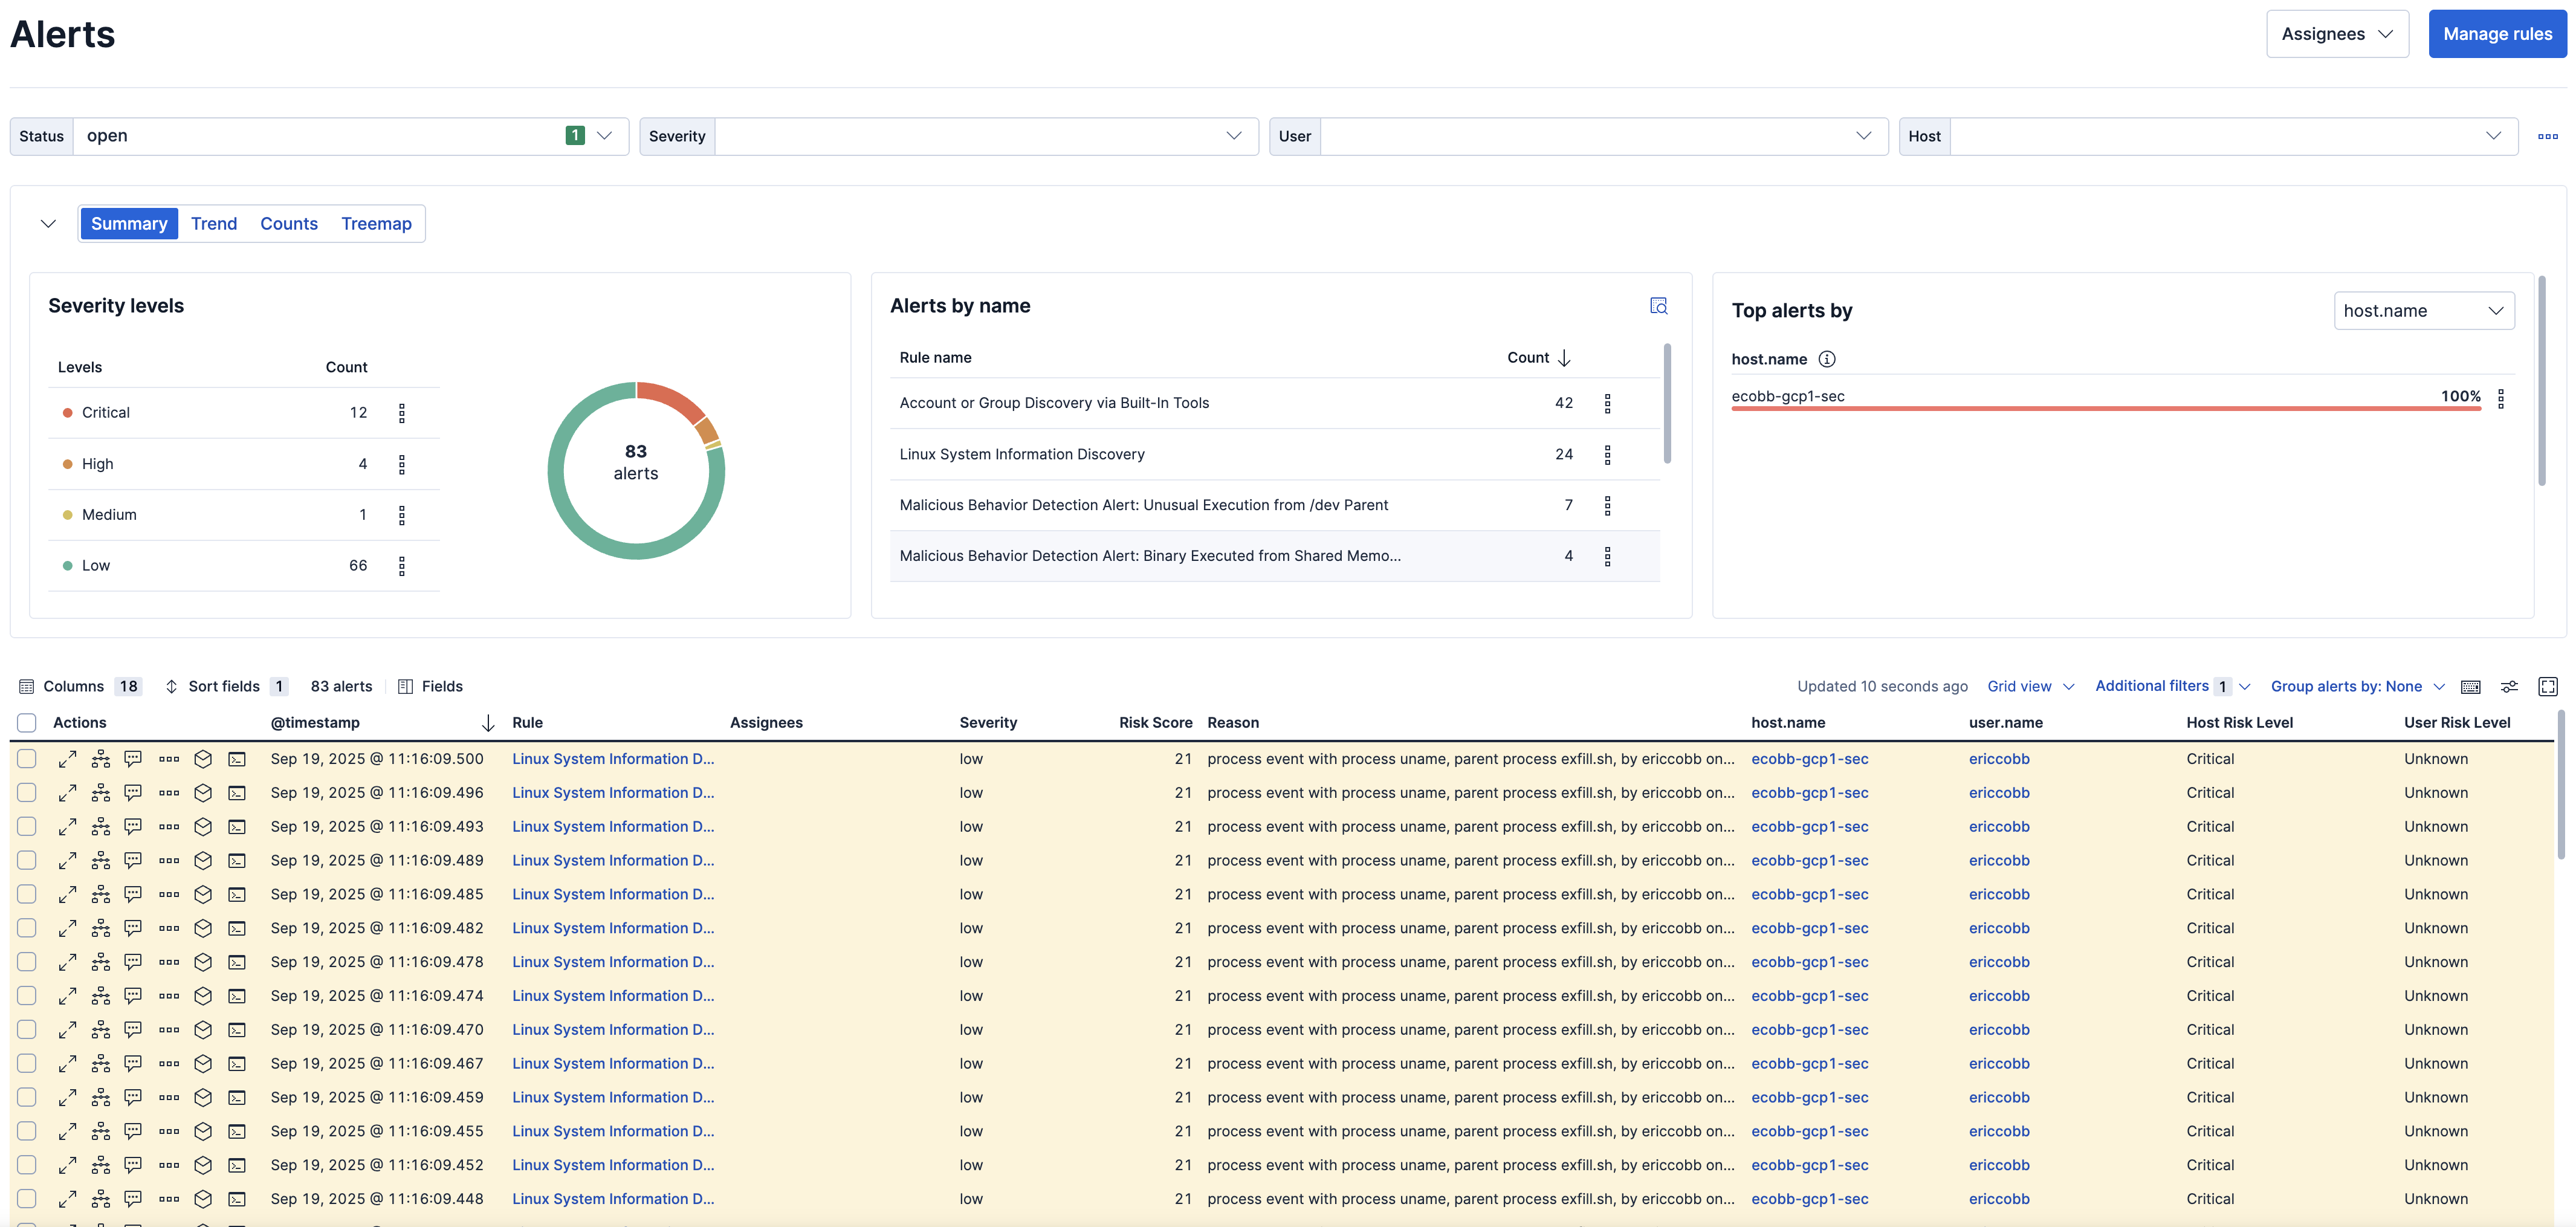 Alerts
Assignees
Manage rules
Status open 1
Severity
User
Host
Summary Trend Counts Treemap
Severity levels
Levels Count
Critical 12
High 4
Medium 1
Low 66
83
alerts
Alerts by name
Rule name Count
Account or Group Discovery via Built-In Tools 42
Linux System Information Discovery 24
Malicious Behavior Detection Alert: Unusual Execution from /dev Parent 7
Malicious Behavior Detection Alert: Binary Executed from Shared Memo... 4
Top alerts by host.name
host.name
ecobb-gcp1-sec 100%
Columns 18 Sort fields 1 83 alerts Fields Updated 10 seconds ago Grid view Additional filters 1 Group alerts by: None
Actions @timestamp Rule Assignees Severity Risk Score Reason host.name user.name Host Risk Level User Risk Level
Sep 19, 2025 @ 11:16:09.500 Linux System Information D... low 21 process event with process uname, parent process exfill.sh, by ericcobb on... ecobb-gcp1-sec ericcobb Critical Unknown
Sep 19, 2025 @ 11:16:09.496 Linux System Information D... low 21 process event with process uname, parent process exfill.sh, by ericcobb on... ecobb-gcp1-sec ericcobb Critical Unknown
Sep 19, 2025 @ 11:16:09.493 Linux System Information D... low 21 process event with process uname, parent process exfill.sh, by ericcobb on... ecobb-gcp1-sec ericcobb Critical Unknown
Sep 19, 2025 @ 11:16:09.489 Linux System Information D... low 21 process event with process uname, parent process exfill.sh, by ericcobb on... ecobb-gcp1-sec ericcobb Critical Unknown
Sep 19, 2025 @ 11:16:09.485 Linux System Information D... low 21 process event with process uname, parent process exfill.sh, by ericcobb on... ecobb-gcp1-sec ericcobb Critical Unknown
Sep 19, 2025 @ 11:16:09.482 Linux System Information D... low 21 process event with process uname, parent process exfill.sh, by ericcobb on... ecobb-gcp1-sec ericcobb Critical Unknown
Sep 19, 2025 @ 11:16:09.478 Linux System Information D... low 21 process event with process uname, parent process exfill.sh, by ericcobb on... ecobb-gcp1-sec ericcobb Critical Unknown
Sep 19, 2025 @ 11:16:09.474 Linux System Information D... low 21 process event with process uname, parent process exfill.sh, by ericcobb on... ecobb-gcp1-sec ericcobb Critical Unknown
Sep 19, 2025 @ 11:16:09.470 Linux System Information D... low 21 process event with process uname, parent process exfill.sh, by ericcobb on... ecobb-gcp1-sec ericcobb Critical Unknown
Sep 19, 2025 @ 11:16:09.467 Linux System Information D... low 21 process event with process uname, parent process exfill.sh, by ericcobb on... ecobb-gcp1-sec ericcobb Critical Unknown
Sep 19, 2025 @ 11:16:09.459 Linux System Information D... low 21 process event with process uname, parent process exfill.sh, by ericcobb on... ecobb-gcp1-sec ericcobb Critical Unknown
Sep 19, 2025 @ 11:16:09.455 Linux System Information D... low 21 process event with process uname, parent process exfill.sh, by ericcobb on... ecobb-gcp1-sec ericcobb Critical Unknown
Sep 19, 2025 @ 11:16:09.452 Linux System Information D... low 21 process event with process uname, parent process exfill.sh, by ericcobb on... ecobb-gcp1-sec ericcobb Critical Unknown
Sep 19, 2025 @ 11:16:09.448 Linux System Information D... low 21 process event with process uname, parent process exfill.sh, by ericcobb on... ecobb-gcp1-sec ericcobb Critical Unknown